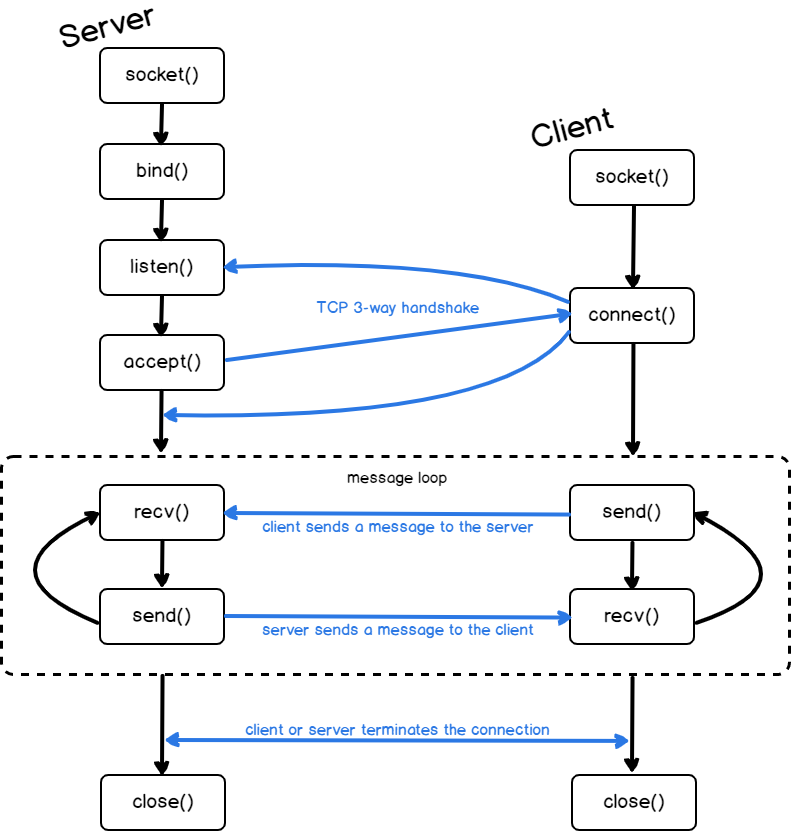 Server
socket()
bind()
Client
socket()
listen()
TCP 3-way handshake
connect()
accept()
message loop
recv()
send()
client sends a message to the server
send()
recv()
server sends a message to the client
client or server terminates the connection
close()
close()